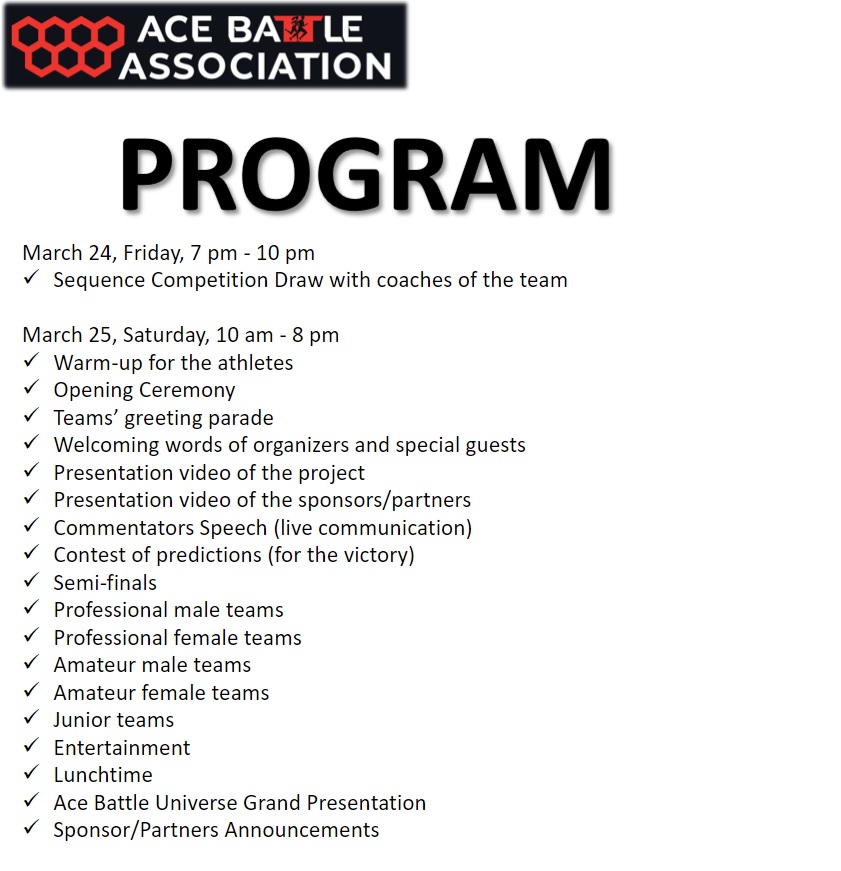 ACE BATTLE
ASSOCIATION
PROGRAM
March 24, Friday, 7 pm - 10 pm
✓ Sequence Competition Draw with coaches of the team
March 25, Saturday, 10 am - 8 pm
✓ Warm-up for the athletes
✓ Opening Ceremony
✓ Teams’ greeting parade
✓ Welcoming words of organizers and special guests
✓ Presentation video of the project
✓ Presentation video of the sponsors/partners
✓ Commentators Speech (live communication)
✓ Contest of predictions (for the victory)
✓ Semi-finals
✓ Professional male teams
✓ Professional female teams
✓ Amateur male teams
✓ Amateur female teams
✓ Junior teams
✓ Entertainment
✓ Lunchtime
✓ Ace Battle Universe Grand Presentation
✓ Sponsor/Partners Announcements